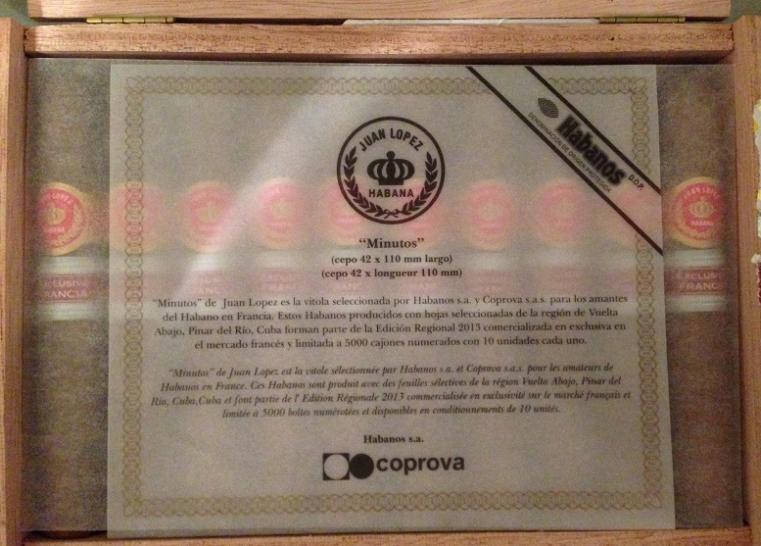 JUAN LOPEZ
HABANA
Habanos
D.O.P.
DENOMINACIÓN DE ORIGEN PROTEGIDA
"Minutos"
(cepo 42 x 110 mm largo)
(cepo 42 x longueur 110 mm)
"Minutos" de Juan Lopez es la vitola seleccionada por Habanos s.a. y Coprova s.a.s. para los amantes
del Habano en Francia. Estos Habanos producidos con hojas seleccionadas de la región de Vuelta
Abajo, Pinar del Río, Cuba forman parte de la Edición Regional 2013 comercializada en exclusiva en
el mercado francés y limitada a 5000 cajones numerados con 10 unidades cada uno.
"Minutos" de Juan Lopez est la vitole sélectionnée par Habanos s.a. et Coprova s.a.s. pour les amateurs de
Habanos en France. Ces Habanos sont produit avec des feuilles sélectives de la région Vuelta Abajo, Pinar del
Río, Cuba,Cuba et font partie de l' Edition Régionale 2013 commercialisée en exclusivité sur le marché français et
limitée à 5000 boîtes numérotées et disponibles en conditionnements de 10 unités.
Habanos s.a.
coprova
JUAN LOPEZ
EXCLUSIVO
FRANCIA